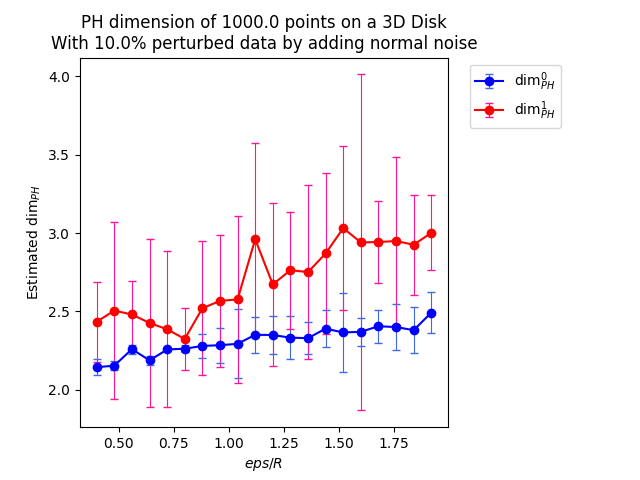 PH dimension of 1000.0 points on a 3D Disk
With 10.0% perturbed data by adding normal noise
4.0
3.5
3.0
2.5
2.0
Estimated dim_{PH}
0.50 0.75 1.00 1.25 1.50 1.75
eps/R
dim^0_{PH}
dim^1_{PH}